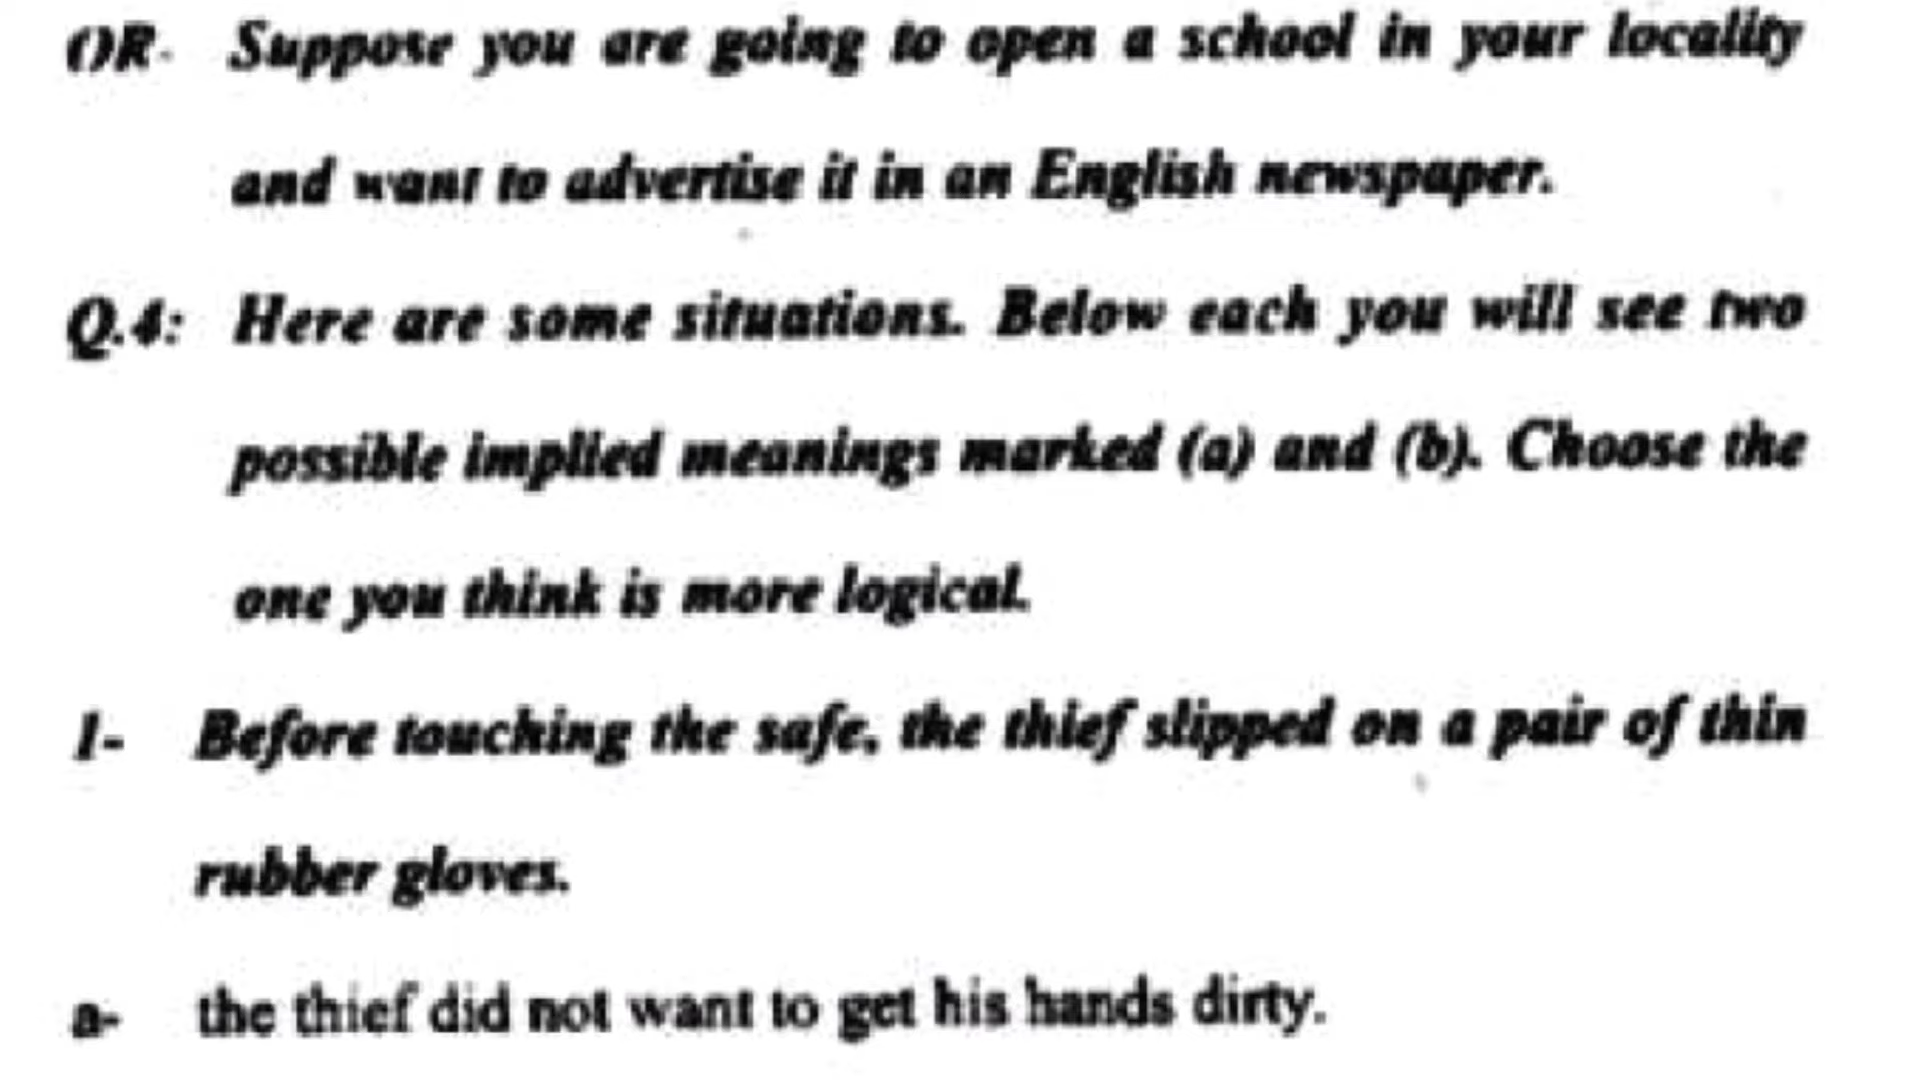 OR- Suppose you are going to open a school in your locality
and want to advertise it in an English newspaper.
Q.4: Here are some situations. Below each you will see two
possible implied meanings marked (a) and (b). Choose the
one you think is more logical.
1- Before touching the safe, the thief slipped on a pair of thin
rubber gloves.
a- the thief did not want to get his hands dirty.